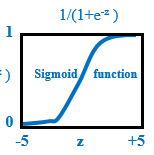 1/(1+e⁻ᶻ )
1
)
Sigmoid function
0
-5 z +5